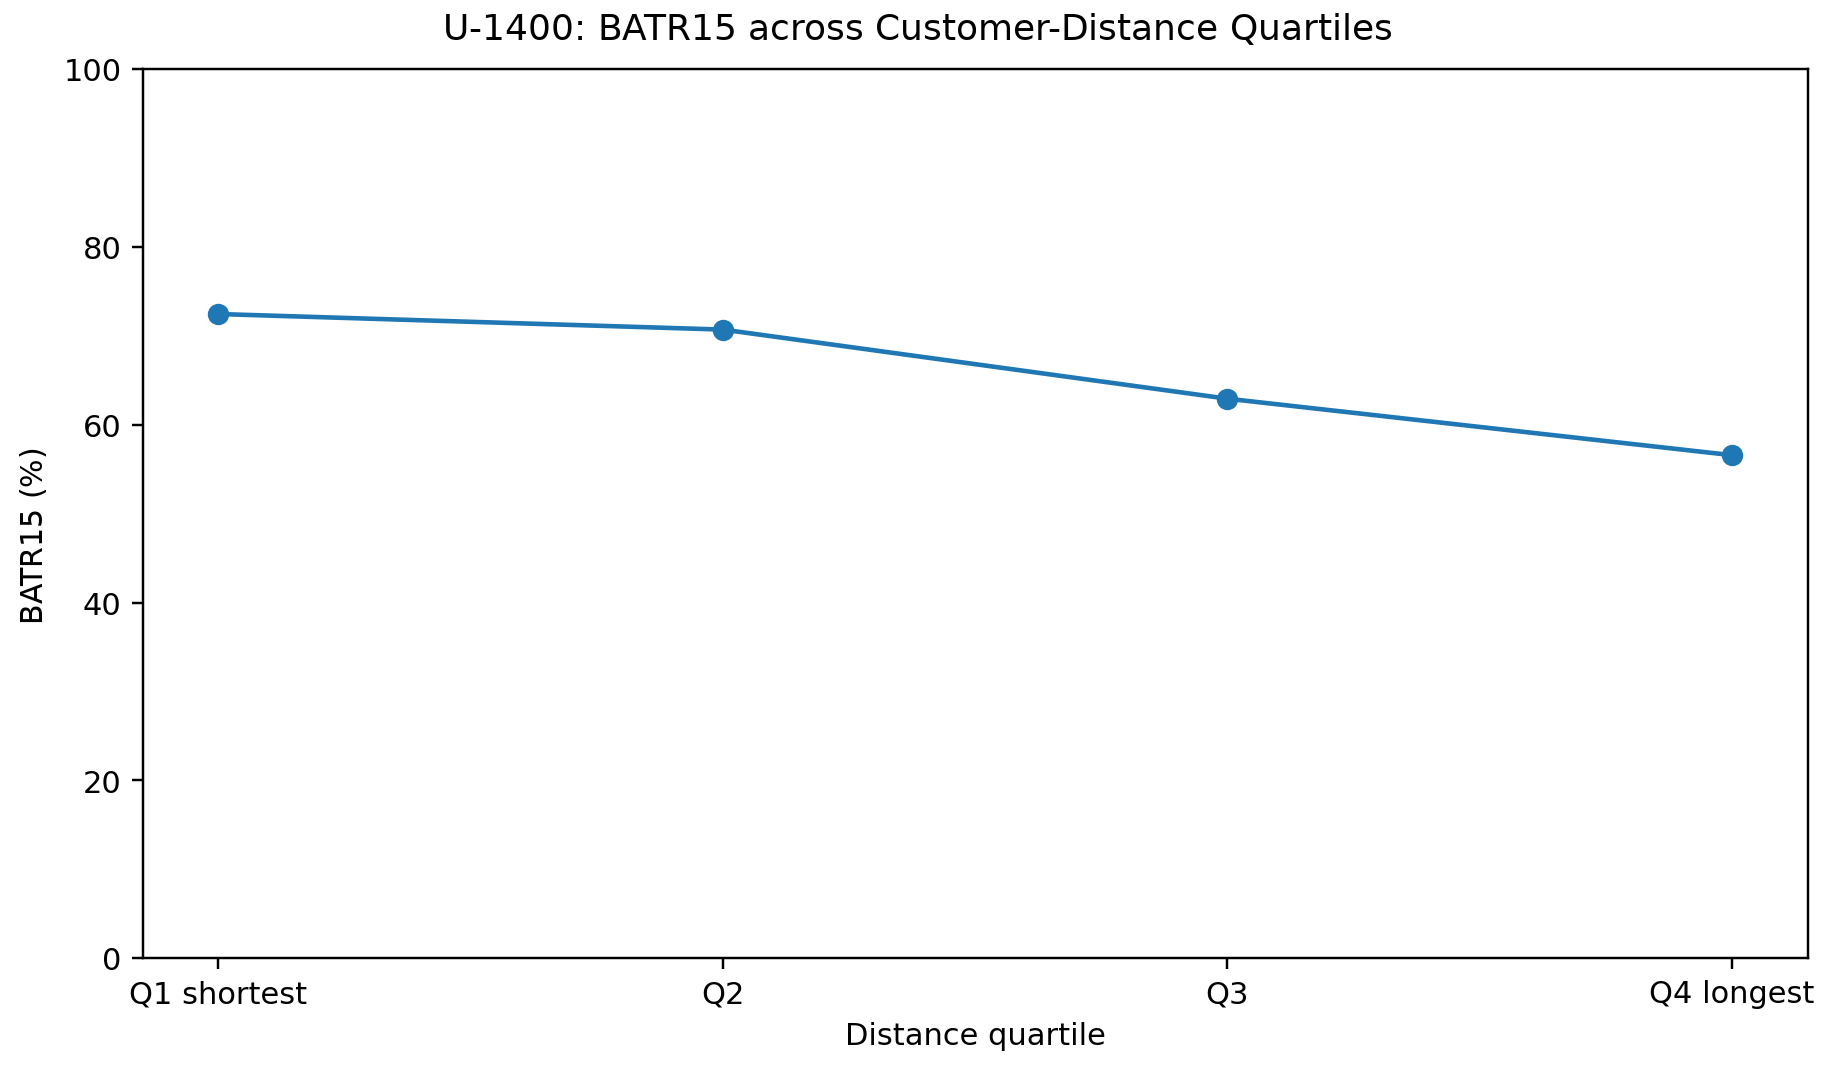 U-1400: BATR15 across Customer-Distance Quartiles
100
80
60
40
20
0
BATR15 (%)
Q1 shortest
Q2
Q3
Q4 longest
Distance quartile